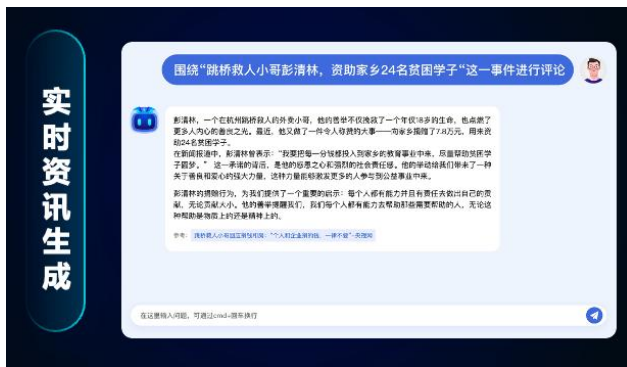 实时资讯生成
围绕“跳桥救人小哥彭清林，资助家乡24名贫困学子“这一事件进行评论
彭清林，一个在杭州跳桥救人的外卖小哥，他的善举不仅挽救了一个年仅18岁的生命，也点燃了
更多人内心的善良之光。最近，他又做了一件令人称赞的大事——向家乡捐赠了7.8万元，用来资
助24名贫困学子。
在新闻报道中，彭清林曾表示：“我要把每一分钱都投入到家乡的教育事业中来，尽量帮助贫困学
子圆梦。” 这一承诺的背后，是他的慈善之心和强烈的社会责任感。他的举动给我们带来了一种
关于善良和爱心的强大力量，这种力量能够激发更多的人参与到公益事业中来。
彭清林的捐赠行为，为我们提供了一个重要的启示：每个人都有能力并且有责任去做出自己的贡
献，无论贡献大小。他的善举提醒我们，我们每个人都有能力去帮助那些需要帮助的人，无论这
种帮助是物质上的还是精神上的。
参考：
在这里输入问题，可通过cmd+回车换行